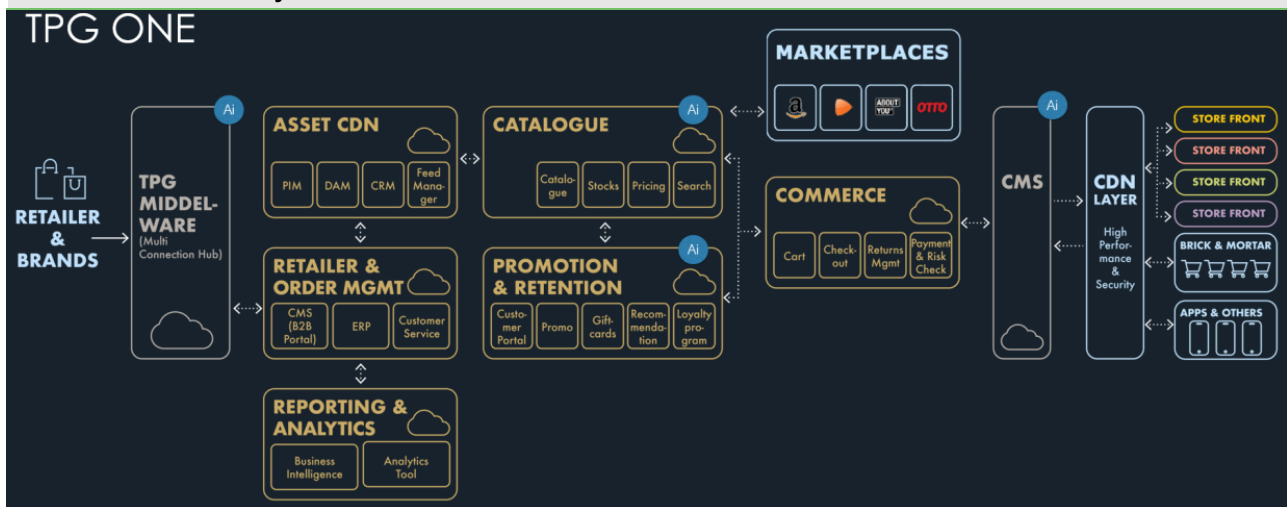 TPG ONE
RETAILER
&
BRANDS
Ai
TPG
MIDDEL-
WARE
(Multi
Connection Hub)
ASSET CDN
PIM
DAM
CRM
Feed
Mana-
ger
RETAILER &
ORDER MGMT
CMS
(B2B
Portal)
ERP
Customer
Service
REPORTING &
ANALYTICS
Business
Intelligence
Analytics
Tool
Ai
CATALOGUE
Catalo-
gue
Stocks
Pricing
Search
Ai
PROMOTION
& RETENTION
Custo-
mer
Portal
Promo
Gift-
cards
Recom-
menda-
tion
Loyalty
pro-
gram
MARKETPLACES
a
ABOUT
YOU
OTTO
COMMERCE
Cart
Check-
out
Returns
Mgmt
Payment
& Risk
Check
Ai
CMS
CDN
LAYER
High
Perfor-
mance
&
Security
STORE FRONT
STORE FRONT
STORE FRONT
STORE FRONT
BRICK & MORTAR
APPS & OTHERS